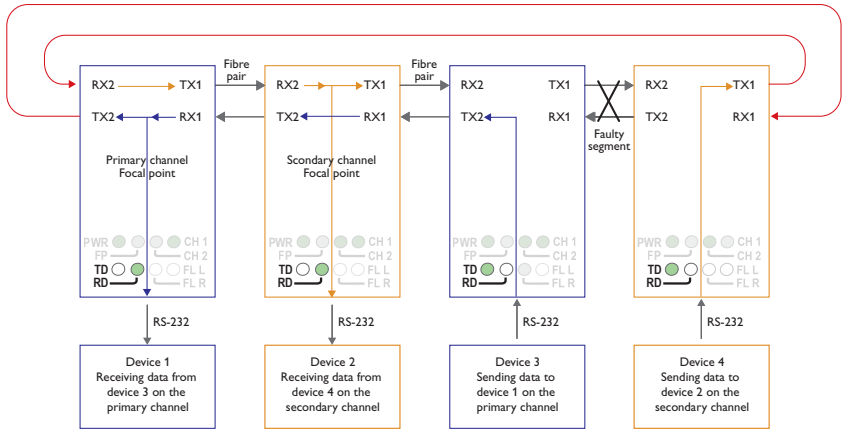 Fibre
pair
Fibre
pair
RX2
TX1
RX2
TX1
RX2
TX1
RX2
TX1
TX2
RX1
TX2
RX1
TX2
RX1
TX2
RX1
Faulty
segment
Primary channel
Focal point
Scondary channel
Focal point
PWR
CH 1
FP
CH 2
TD
FL L
RD
FL R
PWR
CH 1
FP
CH 2
TD
FL L
RD
FL R
PWR
CH 1
FP
CH 2
TD
FL L
RD
FL R
PWR
CH 1
FP
CH 2
TD
FL L
RD
FL R
RS-232
RS-232
RS-232
RS-232
Device 1
Receiving data from
device 3 on the
primary channel
Device 2
Receiving data from
device 4 on the
secondary channel
Device 3
Sending data to
device 1 on the
primary channel
Device 4
Sending data to
device 2 on the
secondary channel